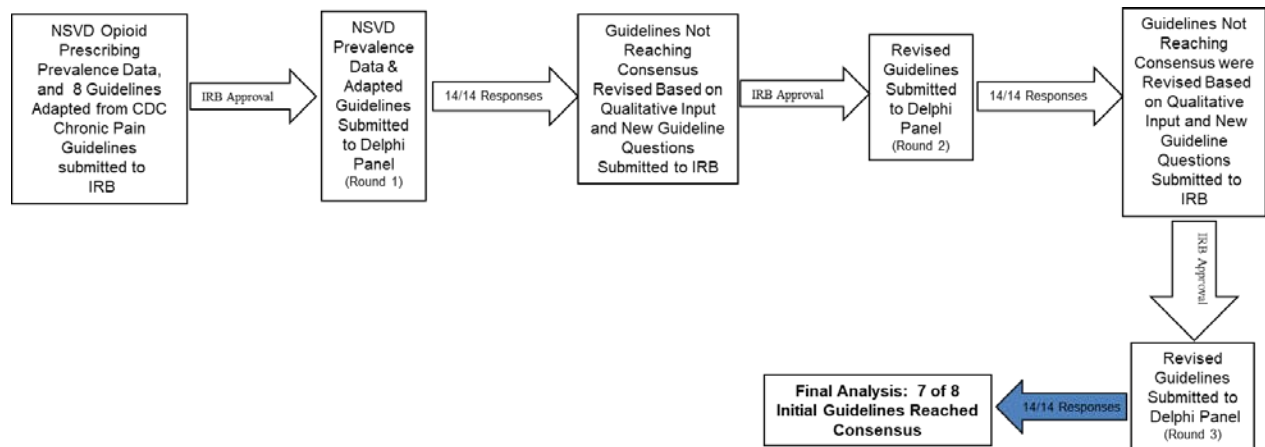 NSVD Opioid
Prescribing
Prevalence Data,
and 8 Guidelines
Adapted from CDC
Chronic Pain
Guidelines
submitted to
IRB
IRB Approval
NSVD
Prevalence
Data &
Adapted
Guidelines
Submitted
to Delphi
Panel
(Round 1)
14/14 Responses
Guidelines Not
Reaching
Consensus
Revised Based on
Qualitative Input
and New Guideline
Questions
Submitted to IRB
IRB Approval
Revised
Guidelines
Submitted
to Delphi
Panel
(Round 2)
14/14 Responses
Guidelines Not
Reaching
Consensus were
Revised Based
on Qualitative
Input and New
Guideline
Questions
Submitted to
IRB
IRB Approval
Revised
Guidelines
Submitted to
Delphi Panel
(Round 3)
14/14 Responses
Final Analysis: 7 of 8
Initial Guidelines Reached
Consensus